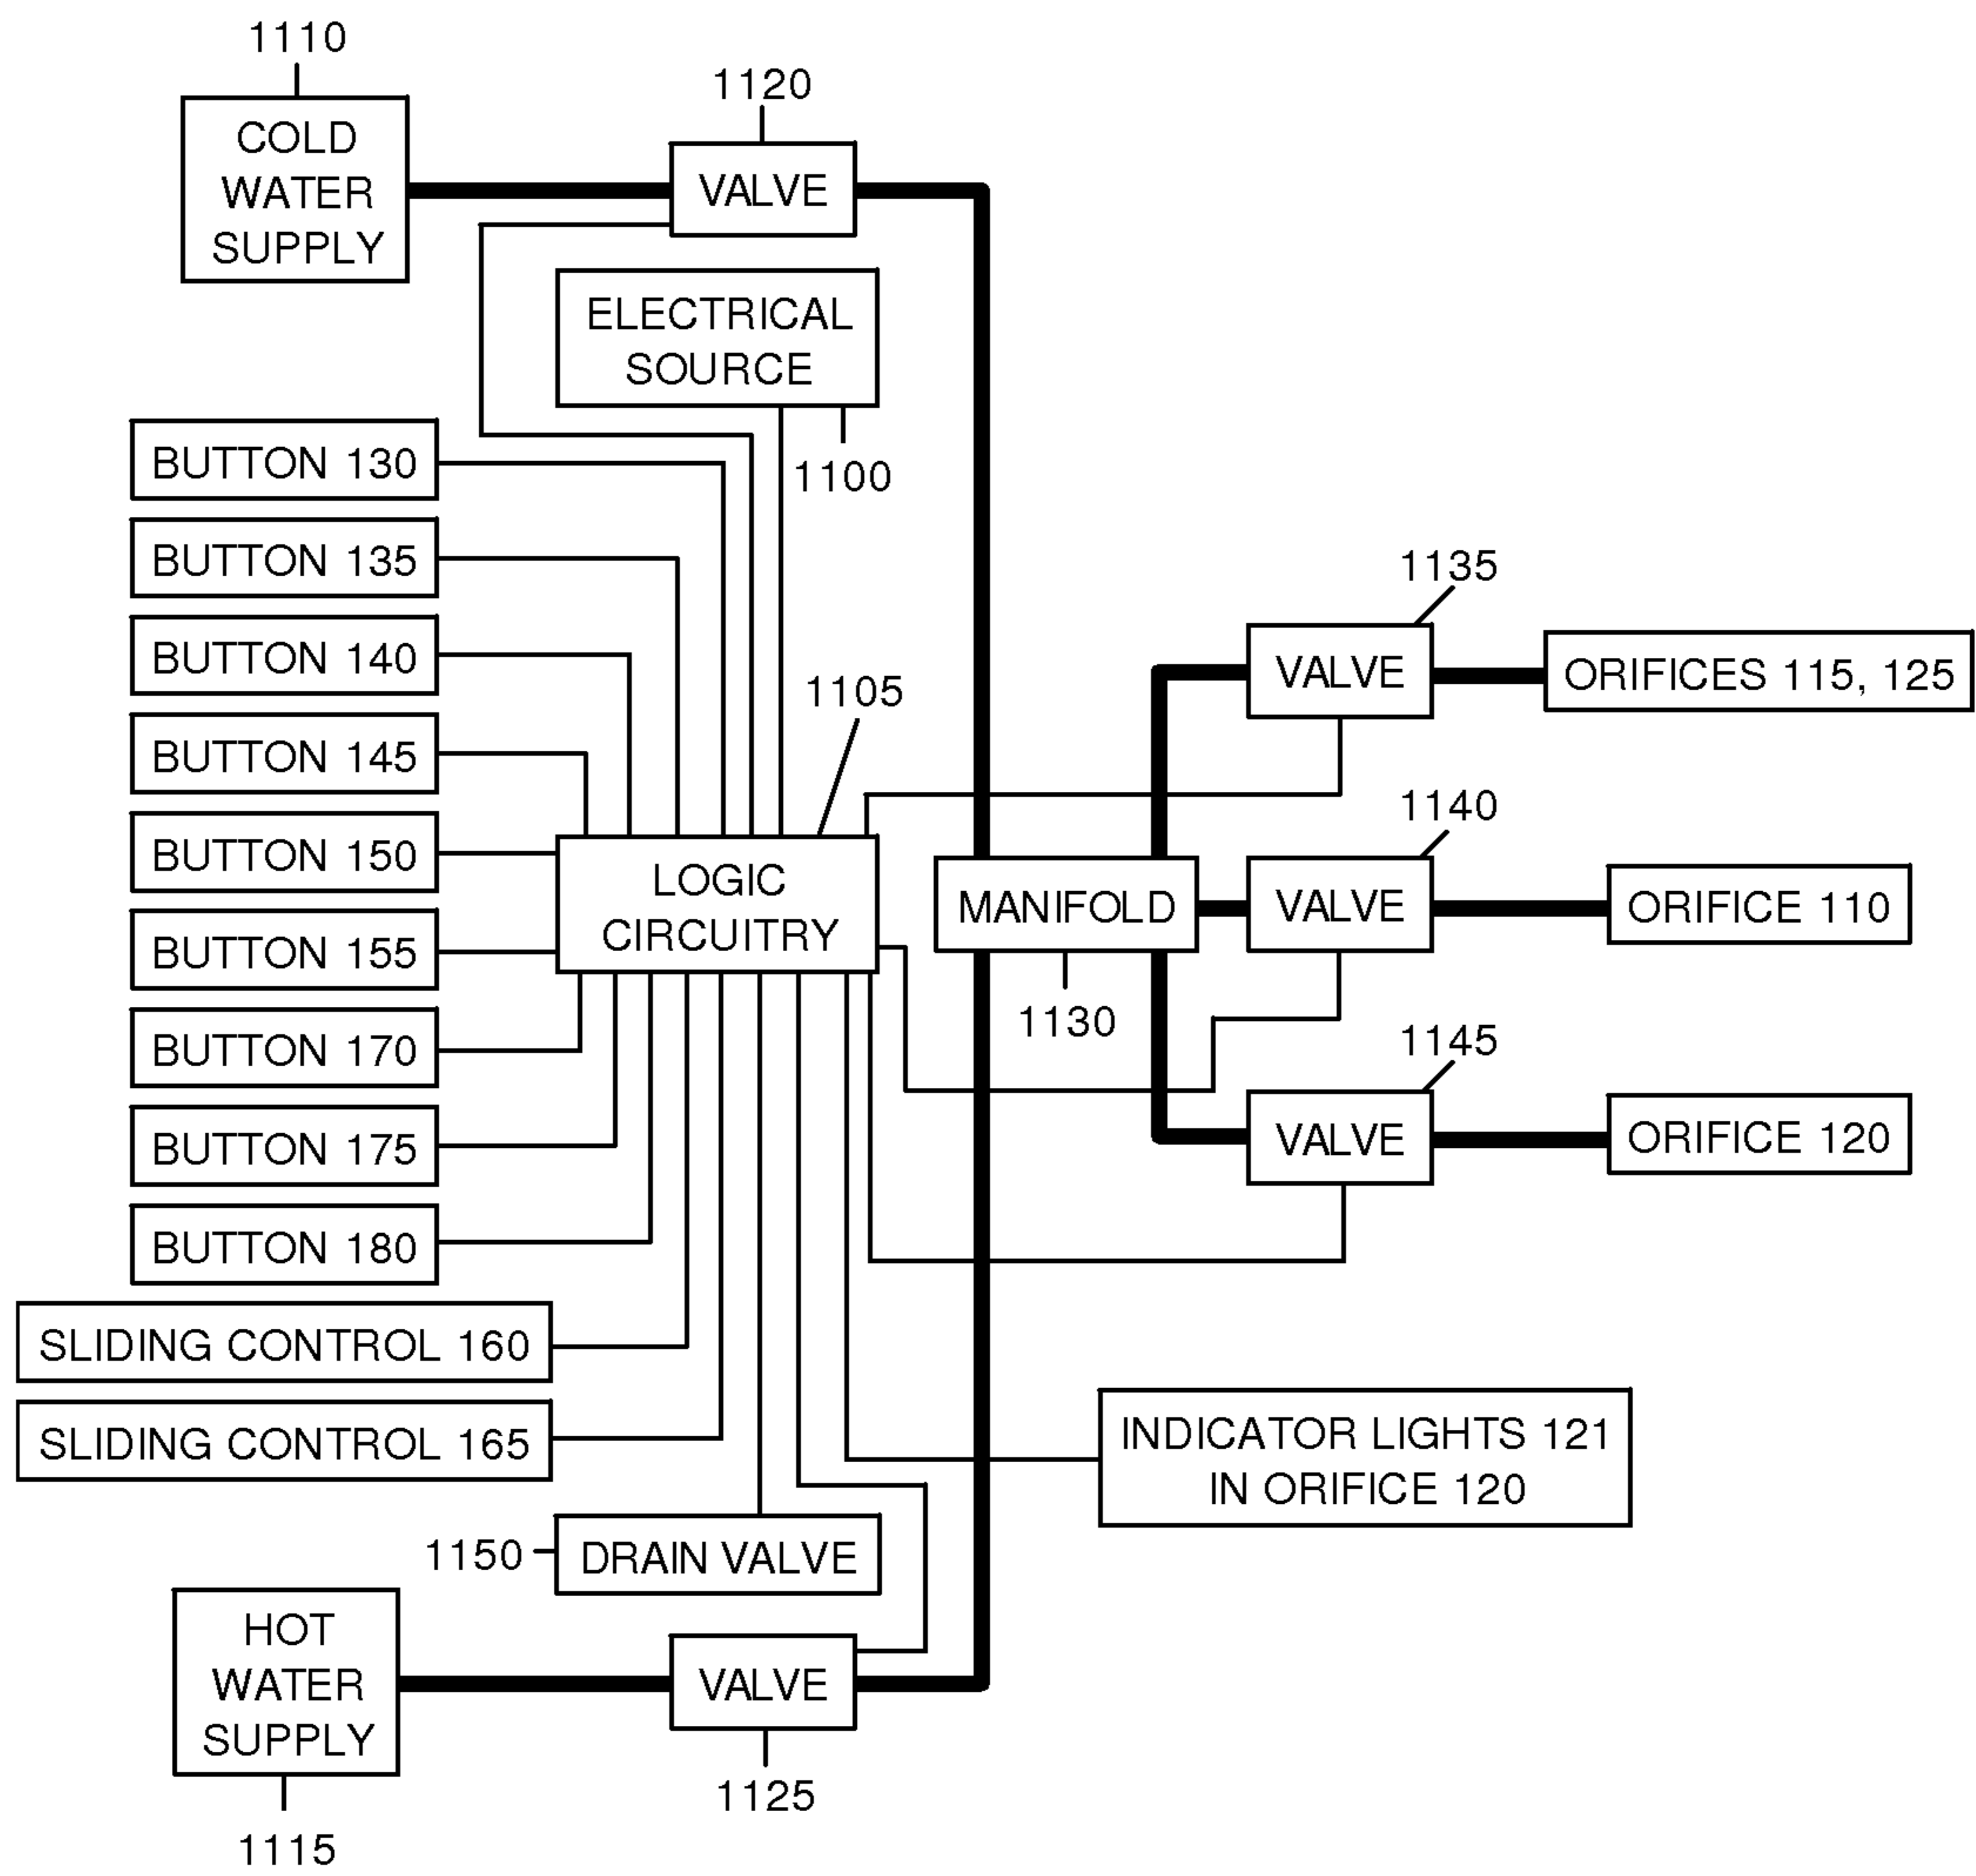 1110
COLD
WATER
SUPPLY
1120
VALVE
ELECTRICAL
SOURCE
1100
BUTTON 130
BUTTON 135
BUTTON 140
BUTTON 145
BUTTON 150
BUTTON 155
BUTTON 170
BUTTON 175
BUTTON 180
SLIDING CONTROL 160
SLIDING CONTROL 165
1105
LOGIC
CIRCUITRY
MANIFOLD
1130
1135
VALVE
ORIFICES 115, 125
1140
VALVE
ORIFICE 110
1145
VALVE
ORIFICE 120
INDICATOR LIGHTS 121
IN ORIFICE 120
1150
DRAIN VALVE
HOT
WATER
SUPPLY
1115
VALVE
1125